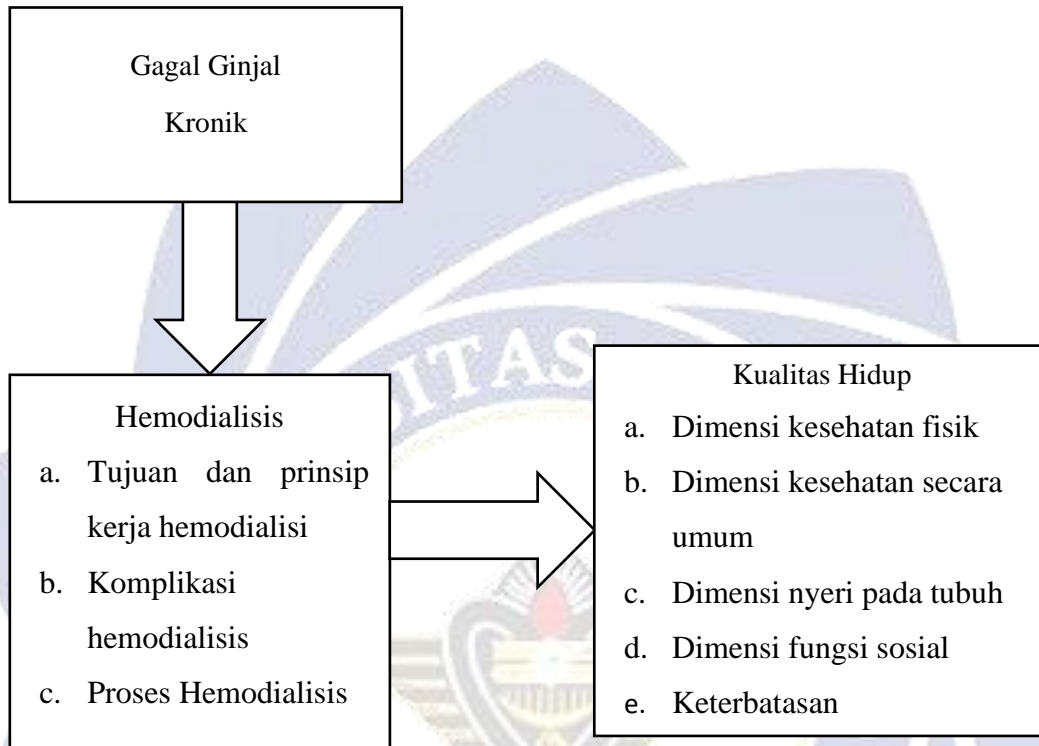 Gagal Ginjal
Kronik
SITAS
Hemodialisis
a. Tujuan dan prinsip
kerja hemodialisi
b. Komplikasi
hemodialisis
c. Proses Hemodialisis
Kualitas Hidup
a. Dimensi kesehatan fisik
b. Dimensi kesehatan secara
umum
c. Dimensi nyeri pada tubuh
d. Dimensi fungsi sosial
e. Keterbatasan